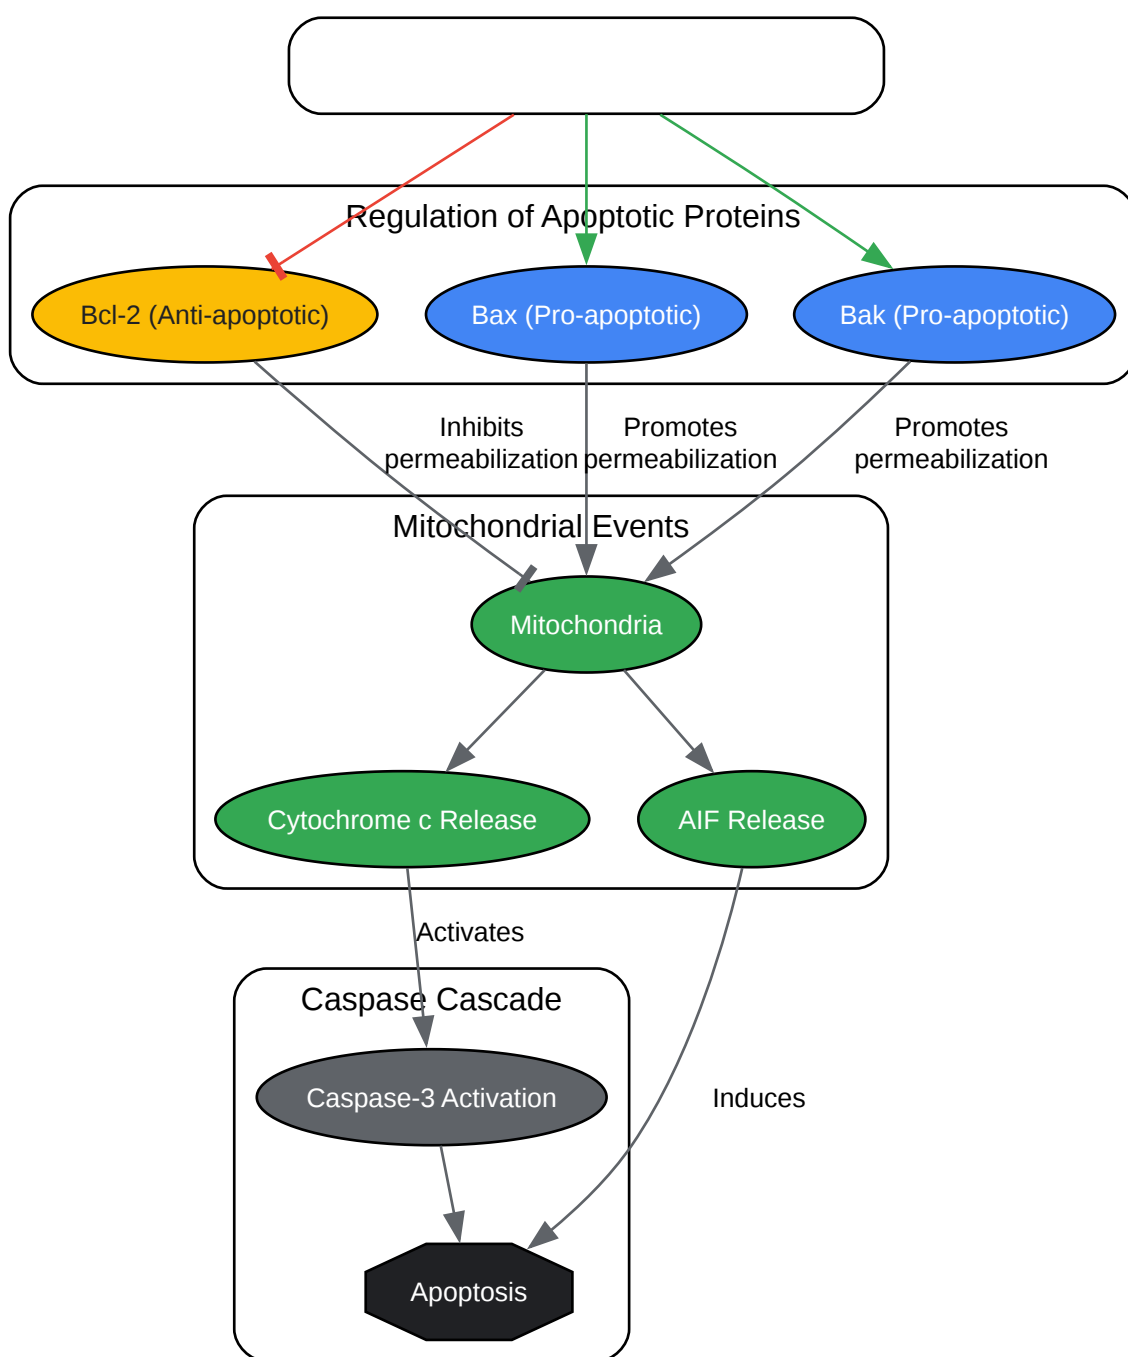 Regulation of Apoptotic Proteins
Bcl-2 (Anti-apoptotic)
Bax (Pro-apoptotic)
Bak (Pro-apoptotic)
Inhibits
permeabilization
Promotes
permeabilization
Promotes
permeabilization
Mitochondrial Events
Mitochondria
Cytochrome c Release
AIF Release
Activates
Caspase Cascade
Caspase-3 Activation
Induces
Apoptosis